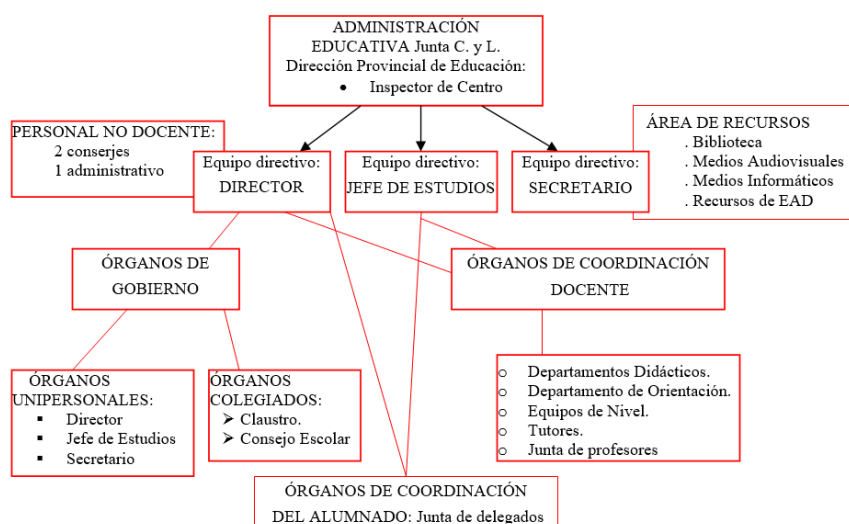 ADMINISTRACIÓN
EDUCATIVA Junta C. y L.
Dirección Provincial de Educación:
• Inspector de Centro
PERSONAL NO DOCENTE:
2 conserjes
1 administrativo
Equipo directivo:
DIRECTOR
Equipo directivo:
JEFE DE ESTUDIOS
Equipo directivo:
SECRETARIO
ÁREA DE RECURSOS
. Biblioteca
. Medios Audiovisuales
. Medios Informáticos
. Recursos de EAD
ÓRGANOS DE
GOBIERNO
ÓRGANOS DE COORDINACIÓN
DOCENTE
ÓRGANOS
UNIPERSONALES:
▪ Director
▪ Jefe de Estudios
▪ Secretario
ÓRGANOS
COLEGIADOS:
➢ Claustro.
➢ Consejo Escolar
o Departamentos Didácticos.
o Departamento de Orientación.
o Equipos de Nivel.
o Tutores.
o Junta de profesores
ÓRGANOS DE COORDINACIÓN
DEL ALUMNADO: Junta de delegados